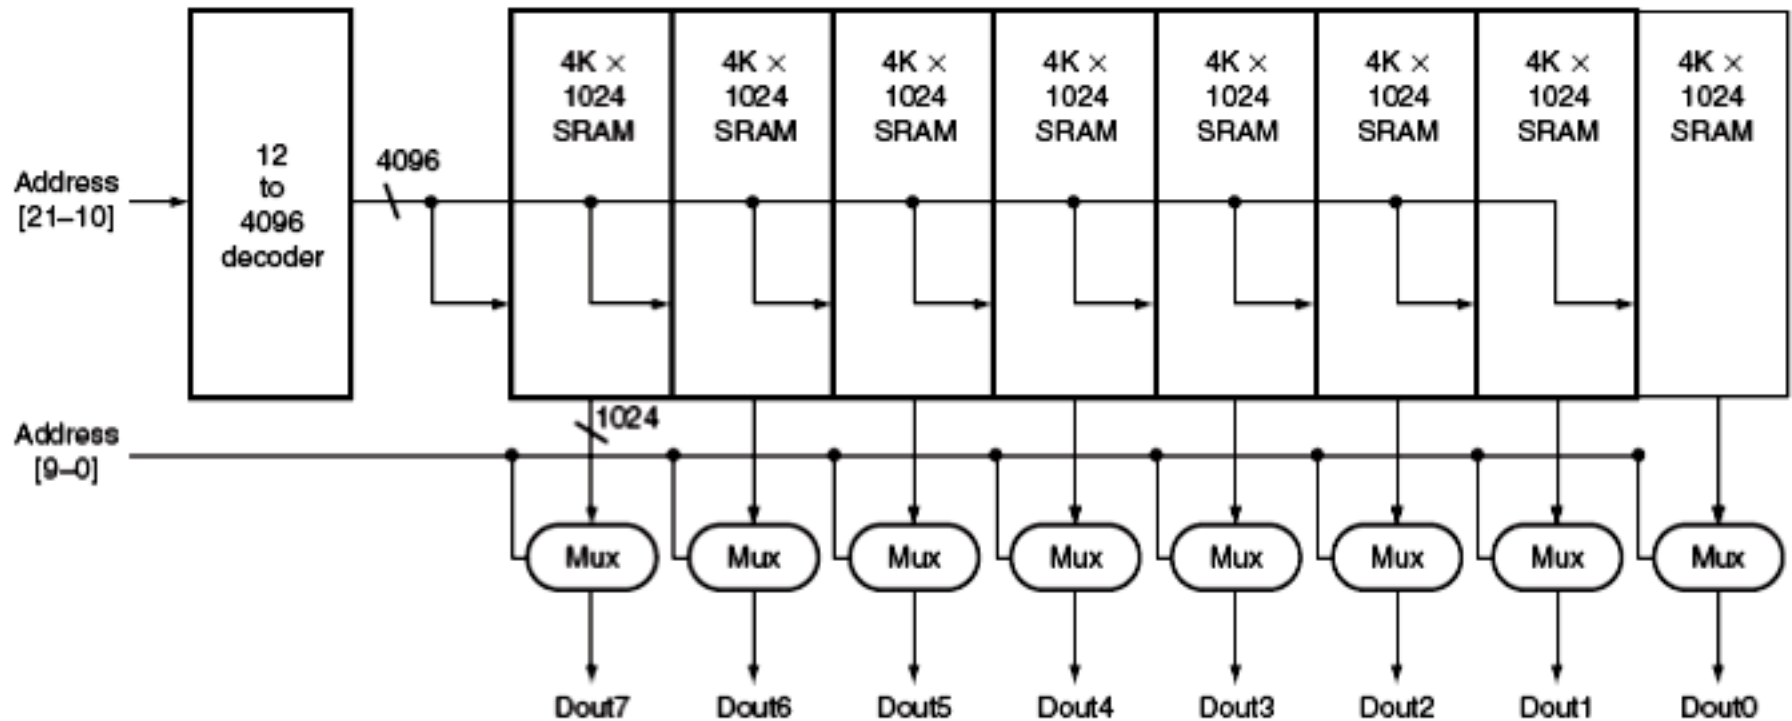 4K × 4K × 4K × 4K × 4K × 4K × 4K × 4K ×
1024 1024 1024 1024 1024 1024 1024 1024
SRAM SRAM SRAM SRAM SRAM SRAM SRAM SRAM
Address
[21–10]
12
to
4096
decoder
4096
1024
Address
[9–0]
Mux Mux Mux Mux Mux Mux Mux Mux
Dout7 Dout6 Dout5 Dout4 Dout3 Dout2 Dout1 Dout0